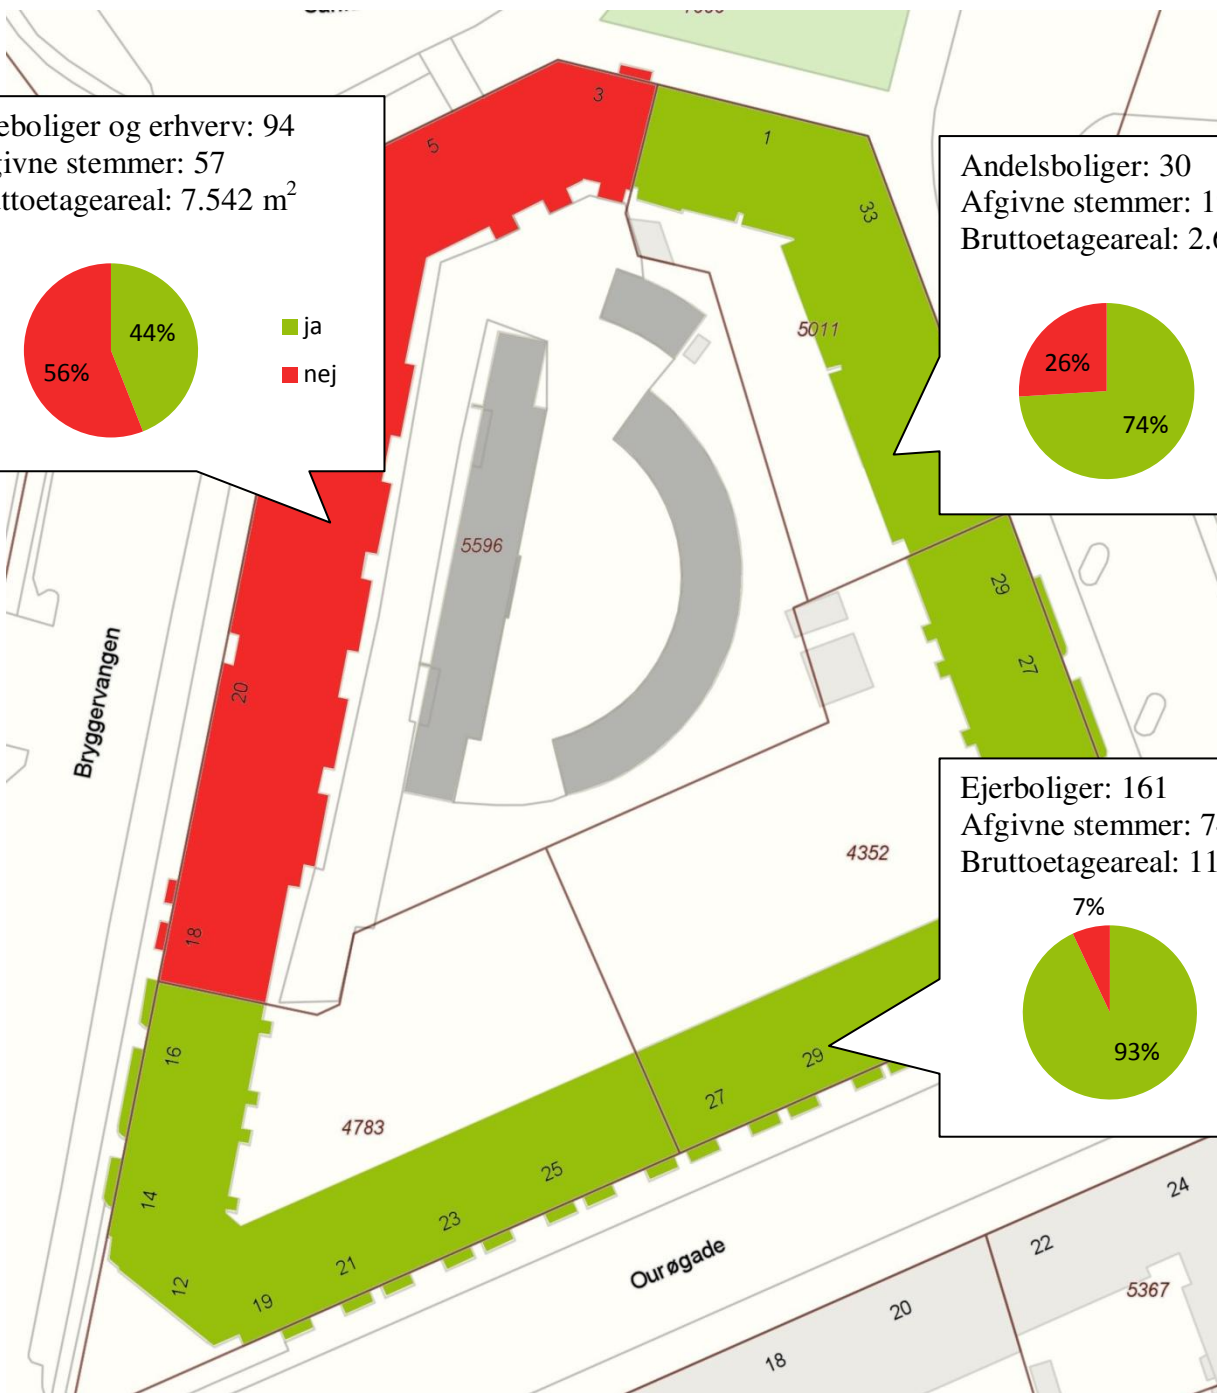 eboliger og erhverv: 94
givne stemmer: 57
ttoetageareal: 7.542 m²
44%
56%
ja
nej
Andelsboliger: 30
Afgivne stemmer: 1
Bruttoetageareal: 2.6
26%
74%
Ejerboliger: 161
Afgivne stemmer: 7
Bruttoetageareal: 11
7%
93%
3
5
1
33
5011
5596
29
27
20
Bryggervangen
18
4352
16
29
27
4783
14
25
23
21
12
19
Ourøgade
24
22
5367
20
18